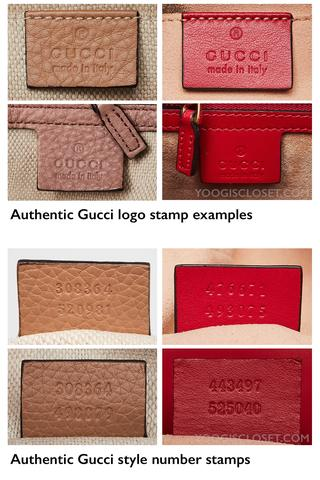 ®
GUCCI
made in Italy
®
GUCCI
made in Italy
®
GUCCI
made in Italy
®
GUCCI
YOOGISCLOSET.COM
Authentic Gucci logo stamp examples
308364
520981
308364
443497
525040
YOOGISCLOSET.COM
Authentic Gucci style number stamps